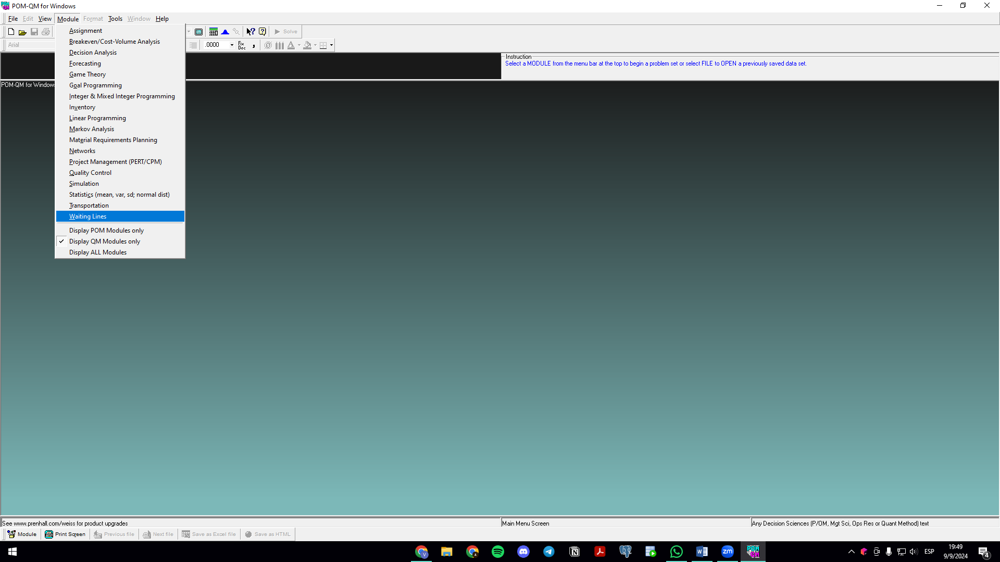 POM-QM for Windows
File Edit View Module Format Tools Window Help
Solve
Arial
.0000
Fix Dec
Assignment
Breakeven/Cost-Volume Analysis
Decision Analysis
Forecasting
Game Theory
Goal Programming
Integer & Mixed Integer Programming
Inventory
Linear Programming
Markov Analysis
Material Requirements Planning
Networks
Project Management (PERT/CPM)
Quality Control
Simulation
Statistics (mean, var, sd; normal dist)
Transportation
Waiting Lines
Display POM Modules only
Display QM Modules only
Display ALL Modules
Instruction
Select a MODULE from the menu bar at the top to begin a problem set or select FILE to OPEN a previously saved data set.
POM-QM for Windows
See www.prenhall.com/weiss for product upgrades
Main Menu Screen
Any Decision Sciences (P/OM, Mgt Sci, Ops Res or Quant Method) text
Module Print Screen Previous file Next file Save as Excel file Save as HTML
V
zm
POM
QM
ESP
19:49
9/9/2024
4